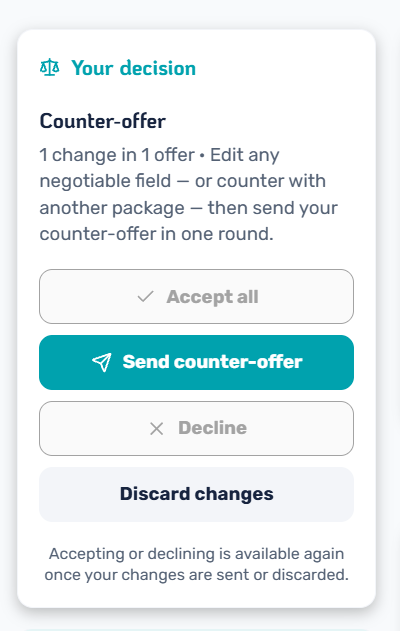 Your decision
Counter-offer
1 change in 1 offer • Edit any
negotiable field — or counter with
another package — then send your
counter-offer in one round.
Accept all
Send counter-offer
Decline
Discard changes
Accepting or declining is available again
once your changes are sent or discarded.